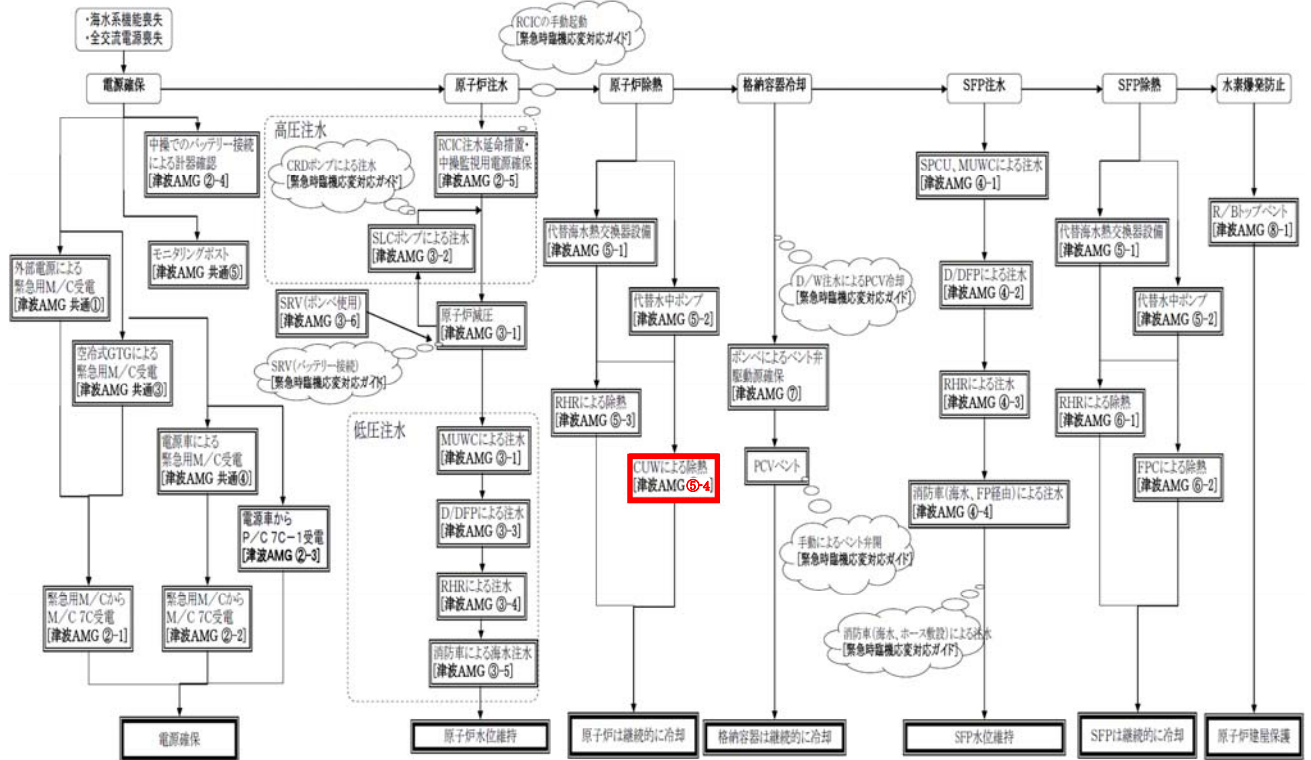 ・海水系機能喪失
・全交流電源喪失
RCICの手動起動
[緊急時臨機応変対応ガイド]
電源確保
原子炉注水
原子炉除熱
格納容器冷却
SFP注水
SFP除熱
水素爆発防止
中操でのバッテリー接続
による計器確認
[津波AMG ②-4]
モニタリングポスト
[津波AMG 共通⑤]
外部電源による
緊急用M/C受電
[津波AMG 共通①]
空冷式GTGによる
緊急用M/C受電
[津波AMG 共通③]
電源車による
緊急用M/C受電
[津波AMG 共通④]
電源車から
P/C 7C-1受電
[津波AMG ②-3]
緊急用M/Cから
M/C 7C受電
[津波AMG ②-1]
緊急用M/Cから
M/C 7C受電
[津波AMG ②-2]
電源確保
高圧注水
CRDポンプによる注水
[緊急時臨機応変対応ガイド]
RCIC注水延命措置・
中操監視用電源確保
[津波AMG ②-5]
SLCポンプによる注水
[津波AMG ③-2]
SRV(ボンベ使用)
[津波AMG ③-6]
原子炉減圧
[津波AMG ③-1]
SRV(バッテリー接続)
[緊急時臨機応変対応ガイド]
低圧注水
MUWCによる注水
[津波AMG ③-1]
D/DFPによる注水
[津波AMG ③-3]
RHRによる注水
[津波AMG ③-4]
消防車による海水注水
[津波AMG ③-5]
原子炉水位維持
代替海水熱交換器設備
[津波AMG ⑤-1]
代替水中ポンプ
[津波AMG ⑤-2]
RHRによる除熱
[津波AMG ⑤-3]
CUWによる除熱
[津波AMG ⑤-4]
原子炉は継続的に冷却
D/W注水によるPCV冷却
[緊急時臨機応変対応ガイド]
ボンベによるベント弁
駆動源確保
[津波AMG ⑦]
PCVベント
手動によるベント弁開
[緊急時臨機応変対応ガイド]
格納容器は継続的に冷却
SPCU、MUWCによる注水
[津波AMG ④-1]
D/DFPによる注水
[津波AMG ④-2]
RHRによる注水
[津波AMG ④-3]
消防車(海水、FP経由)による注水
[津波AMG ④-4]
消防車(海水、ホース敷設)による注水
[緊急時臨機応変対応ガイド]
SFP水位維持
代替海水熱交換器設備
[津波AMG ⑤-1]
代替水中ポンプ
[津波AMG ⑤-2]
RHRによる除熱
[津波AMG ⑥-1]
FPCによる除熱
[津波AMG ⑥-2]
SFPは継続的に冷却
R/Bトップベント
[津波AMG ⑧-1]
原子炉建屋保護